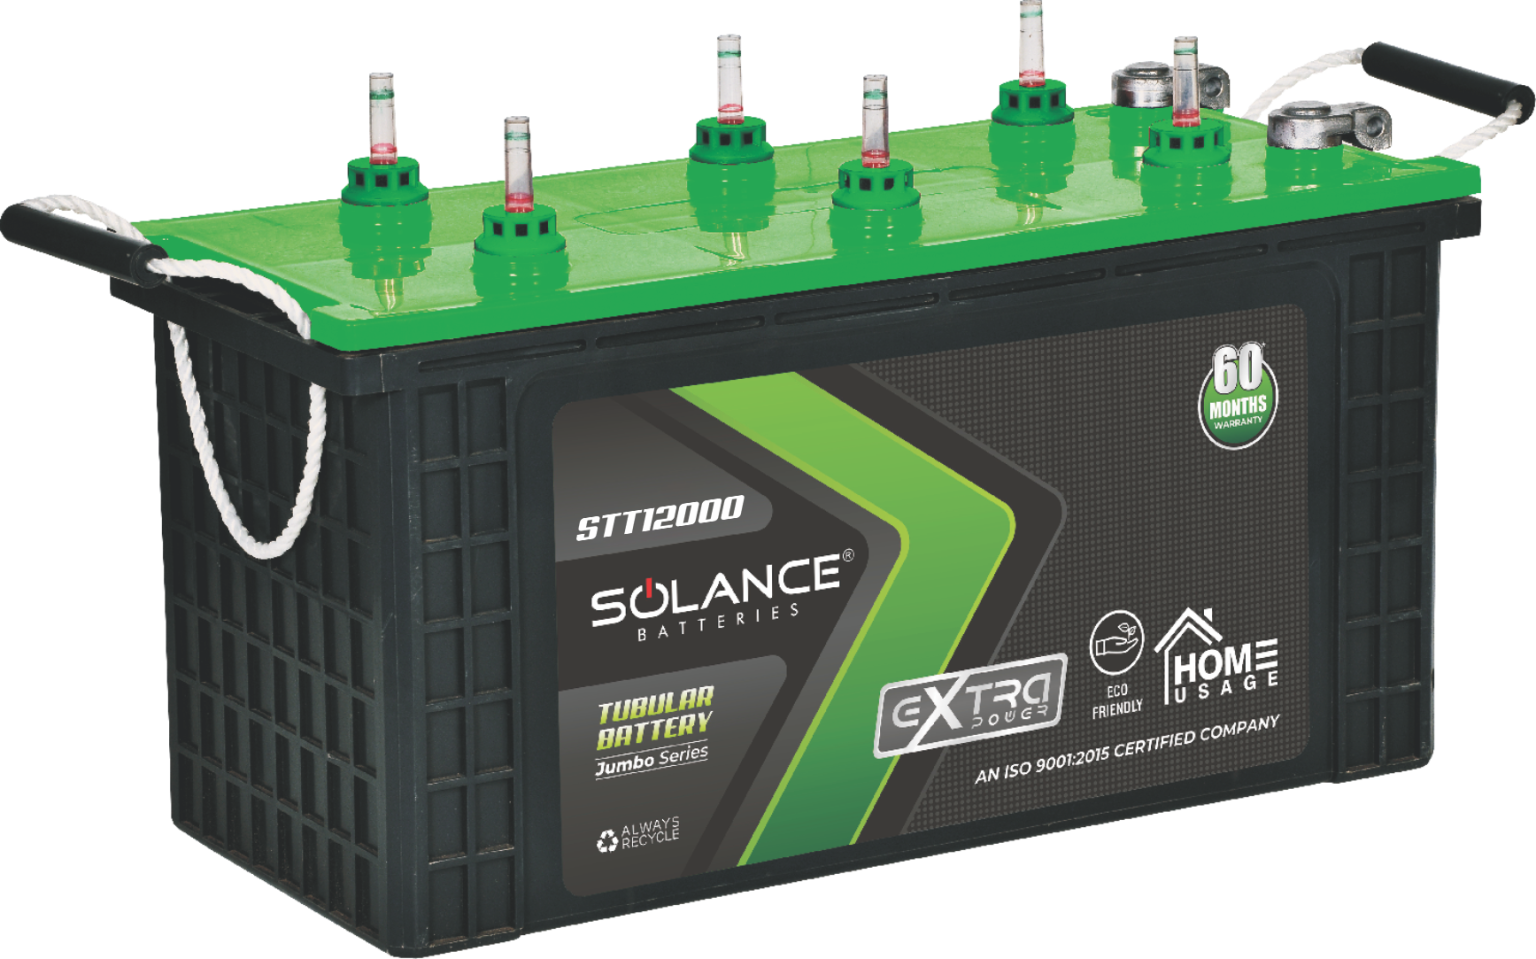 60
MONTHS
WARRANTY
STT12000
SOLANCE®
BATTERIES
TUBULAR
BATTERY
Jumbo Series
ALWAYS
RECYCLE
eXTRa
POWER
ECO
FRIENDLY
HOME
USAGE
AN ISO 9001:2015 CERTIFIED COMPANY